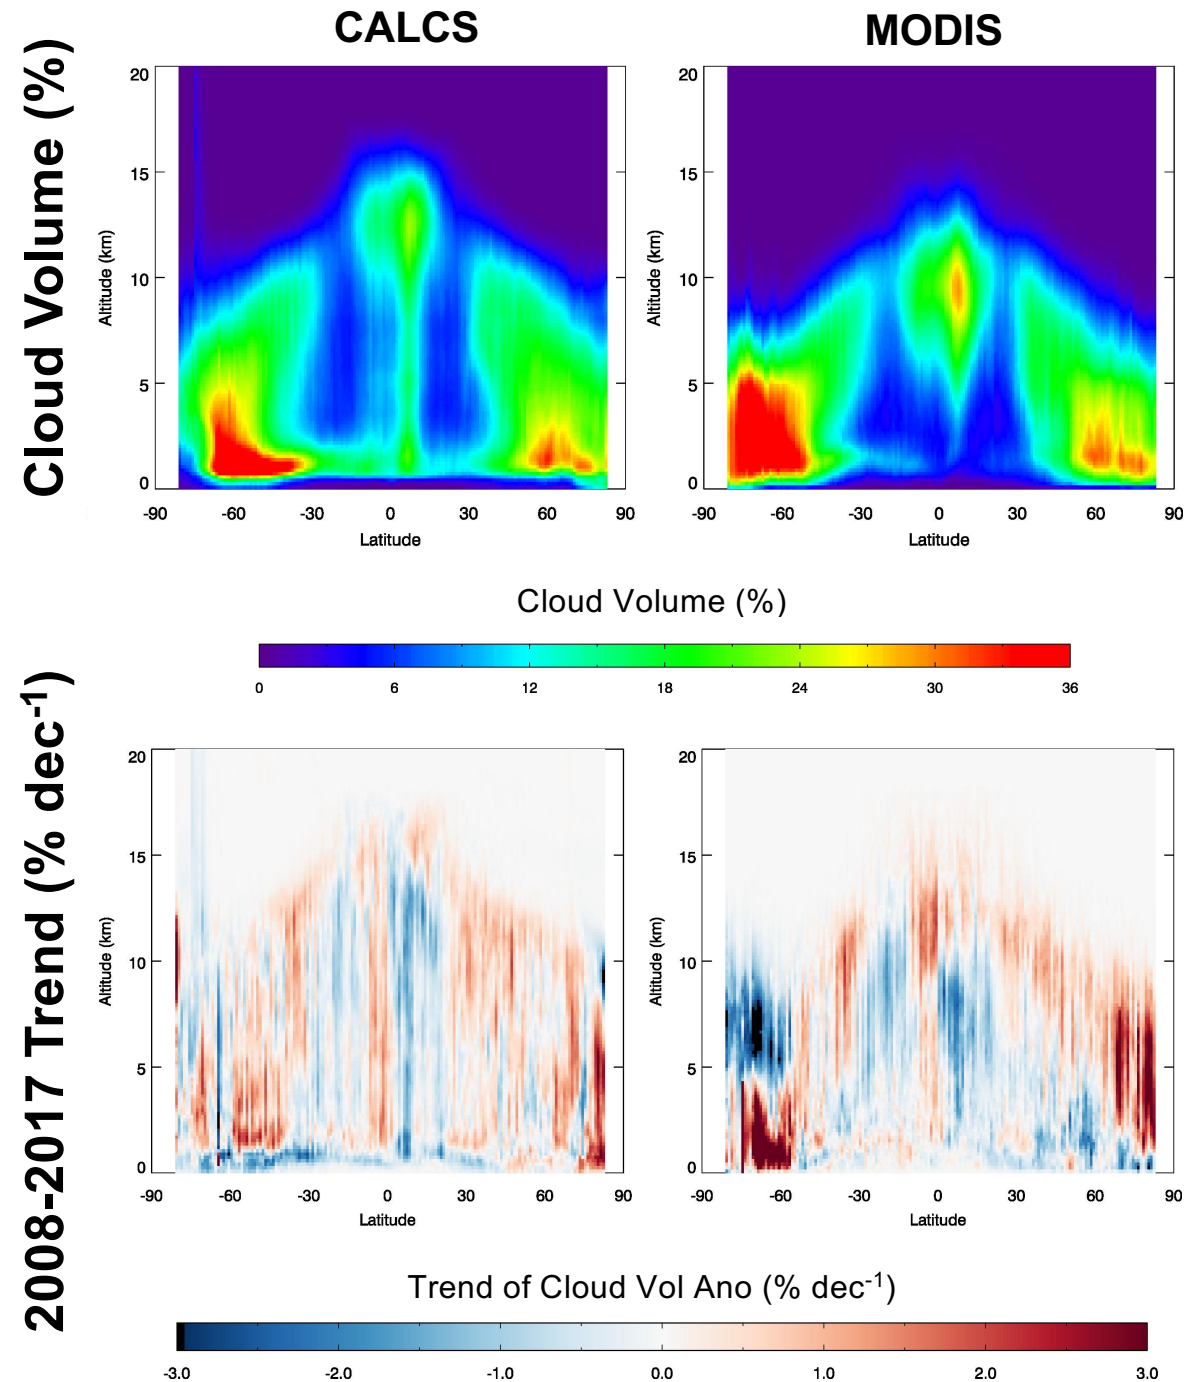 CALCS
MODIS
Cloud Volume (%)
20
15
10
5
0
Altitude (km)
-90 -60 -30 0 30 60 90
Latitude
20
15
10
5
0
Altitude (km)
-90 -60 -30 0 30 60 90
Latitude
Cloud Volume (%)
0 6 12 18 24 30 36
2008-2017 Trend (% dec⁻¹)
20
15
10
5
0
Altitude (km)
-90 -60 -30 0 30 60 90
Latitude
20
15
10
5
0
Altitude (km)
-90 -60 -30 0 30 60 90
Latitude
Trend of Cloud Vol Ano (% dec⁻¹)
-3.0 -2.0 -1.0 0.0 1.0 2.0 3.0